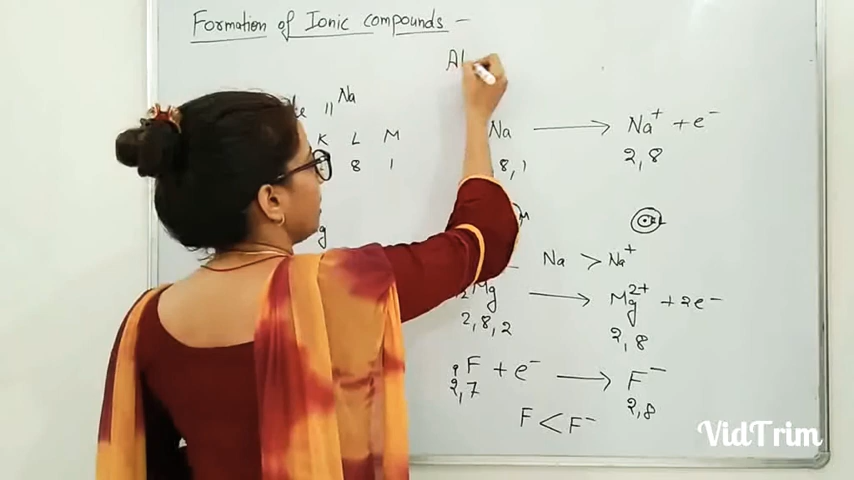 Formation of Ionic compounds -
Al
11Na
K L M
8 1
Na → Na⁺ + e⁻
8,1 2,8
Na > Na⁺
Mg → Mg²⁺ + 2e⁻
2,8,2 2,8
9F + e⁻ → F⁻
2,7 2,8
F < F⁻
VidTrim